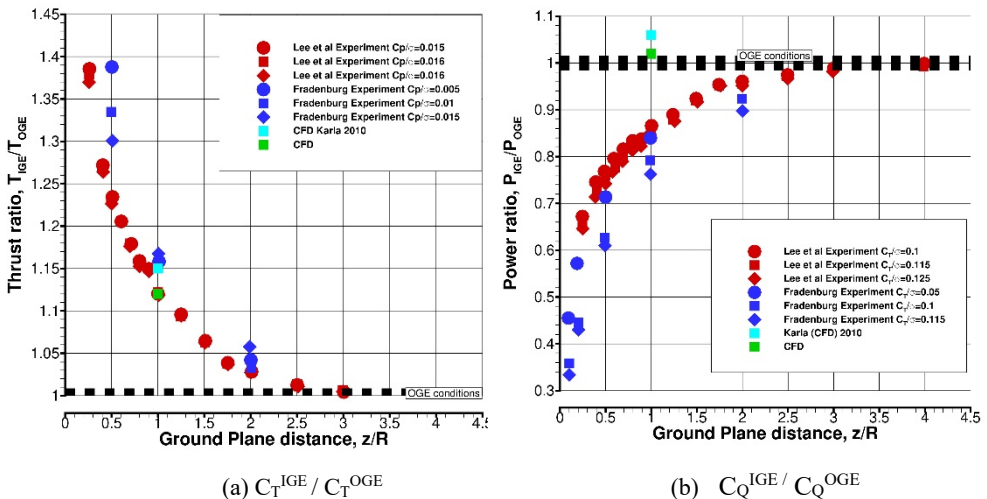 1.4
1.35
1.3
1.25
1.2
1.15
1.1
1.05
1
Thrust ratio, T_IGE/T_OGE
Lee et al Experiment Cp/σ=0.015
Lee et al Experiment Cp/σ=0.016
Lee et al Experiment Cp/σ=0.016
Fradenburg Experiment Cp/σ=0.005
Fradenburg Experiment Cp/σ=0.01
Fradenburg Experiment Cp/σ=0.015
CFD Karla 2010
CFD
OGE conditions
0 0.5 1 1.5 2 2.5 3 3.5 4 4.5
Ground Plane distance, z/R
(a) C_T^IGE / C_T^OGE
1.1
1
0.9
0.8
0.7
0.6
0.5
0.4
0.3
Power ratio, P_IGE/P_OGE
OGE conditions
Lee et al Experiment C_T/σ=0.1
Lee et al Experiment C_T/σ=0.115
Lee et al Experiment C_T/σ=0.125
Fradenburg Experiment C_T/σ=0.05
Fradenburg Experiment C_T/σ=0.1
Fradenburg Experiment C_T/σ=0.115
Karla (CFD) 2010
CFD
0 0.5 1 1.5 2 2.5 3 3.5 4 4.5
Ground Plane distance, z/R
(b) C_Q^IGE / C_Q^OGE